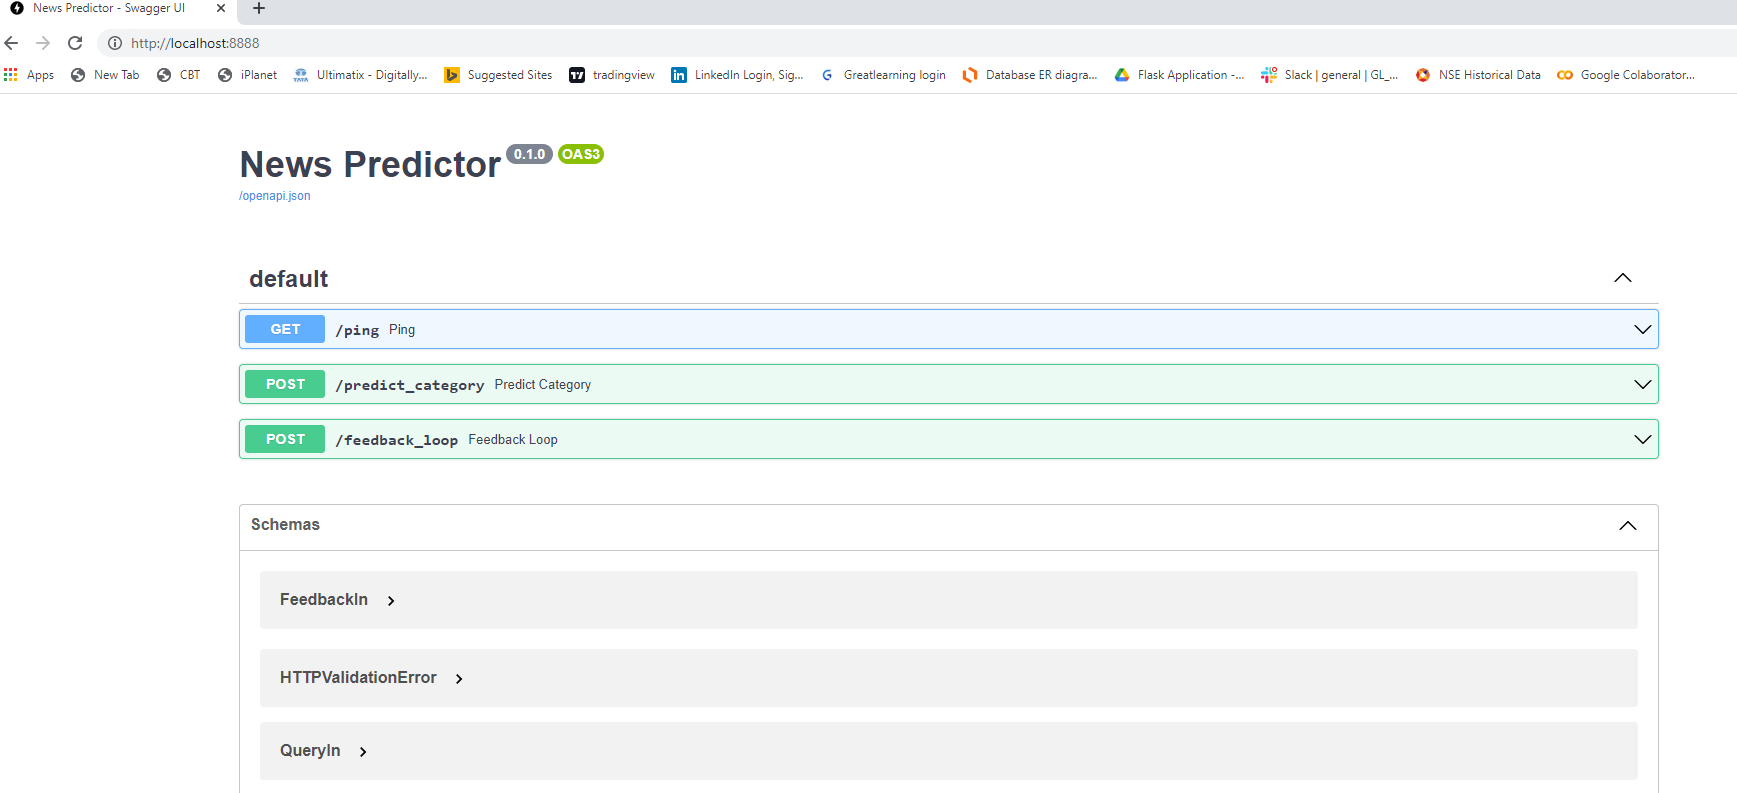 News Predictor - Swagger UI
http://localhost:8888
Apps New Tab CBT iPlanet Ultimatix - Digitally... Suggested Sites tradingview LinkedIn Login, Sig... Greatlearning login Database ER diagra... Flask Application -... Slack | general | GL_... NSE Historical Data Google Colaborator...
News Predictor 0.1.0 OAS3
/openapi.json
default
GET /ping Ping
POST /predict_category Predict Category
POST /feedback_loop Feedback Loop
Schemas
FeedbackIn
HTTPValidationError
QueryIn